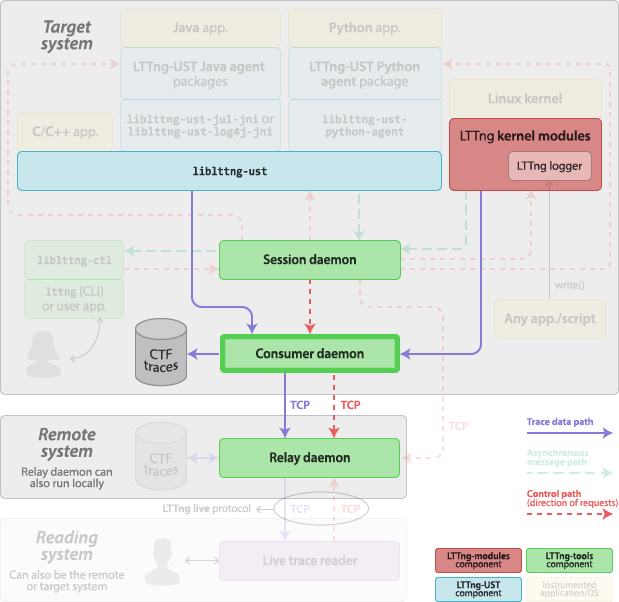 Target
system
Java app.
Python app.
LTTng-UST Java agent
packages
LTTng-UST Python
agent package
Linux kernel
C/C++ app.
liblttng-ust-jul-jni or
liblttng-ust-log4j-jni
liblttng-ust-
python-agent
LTTng kernel modules
LTTng logger
liblttng-ust
liblttng-ctl
lttng (CLI)
or user app.
Session daemon
write()
Any app./script
CTF
traces
Consumer daemon
TCP
TCP
TCP
Remote
system
Relay daemon can
also run locally
CTF
traces
Relay daemon
Trace data path
Asynchronous
message path
Control path
(direction of requests)
LTTng live protocol
TCP
TCP
Reading
system
Can also be the remote
or target system
Live trace reader
LTTng-modules
component
LTTng-tools
component
LTTng-UST
component
Instrumented
application/OS